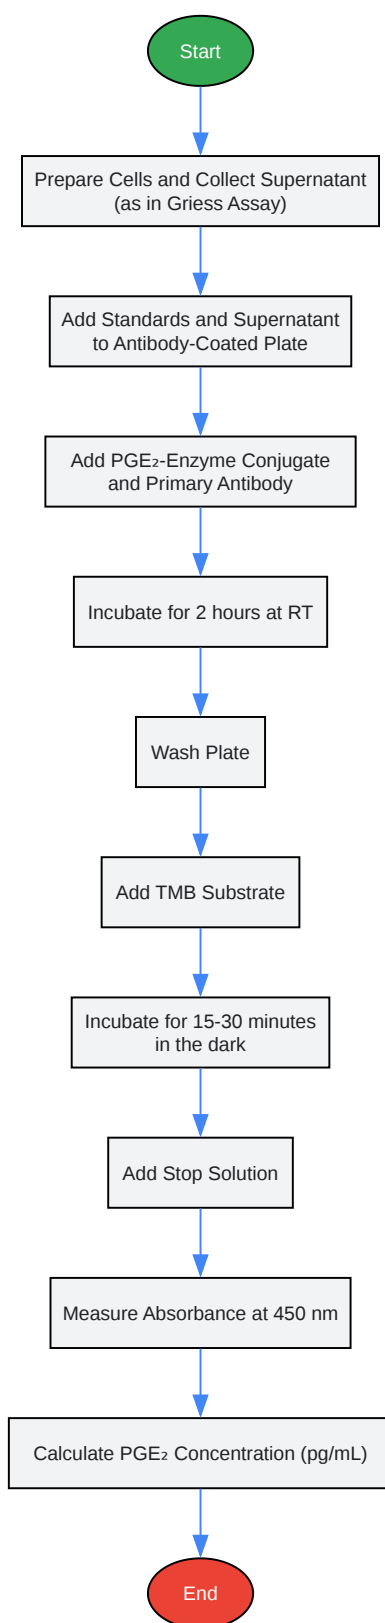 Start
Prepare Cells and Collect Supernatant
(as in Griess Assay)
Add Standards and Supernatant
to Antibody-Coated Plate
Add PGE₂-Enzyme Conjugate
and Primary Antibody
Incubate for 2 hours at RT
Wash Plate
Add TMB Substrate
Incubate for 15-30 minutes
in the dark
Add Stop Solution
Measure Absorbance at 450 nm
Calculate PGE₂ Concentration (pg/mL)
End